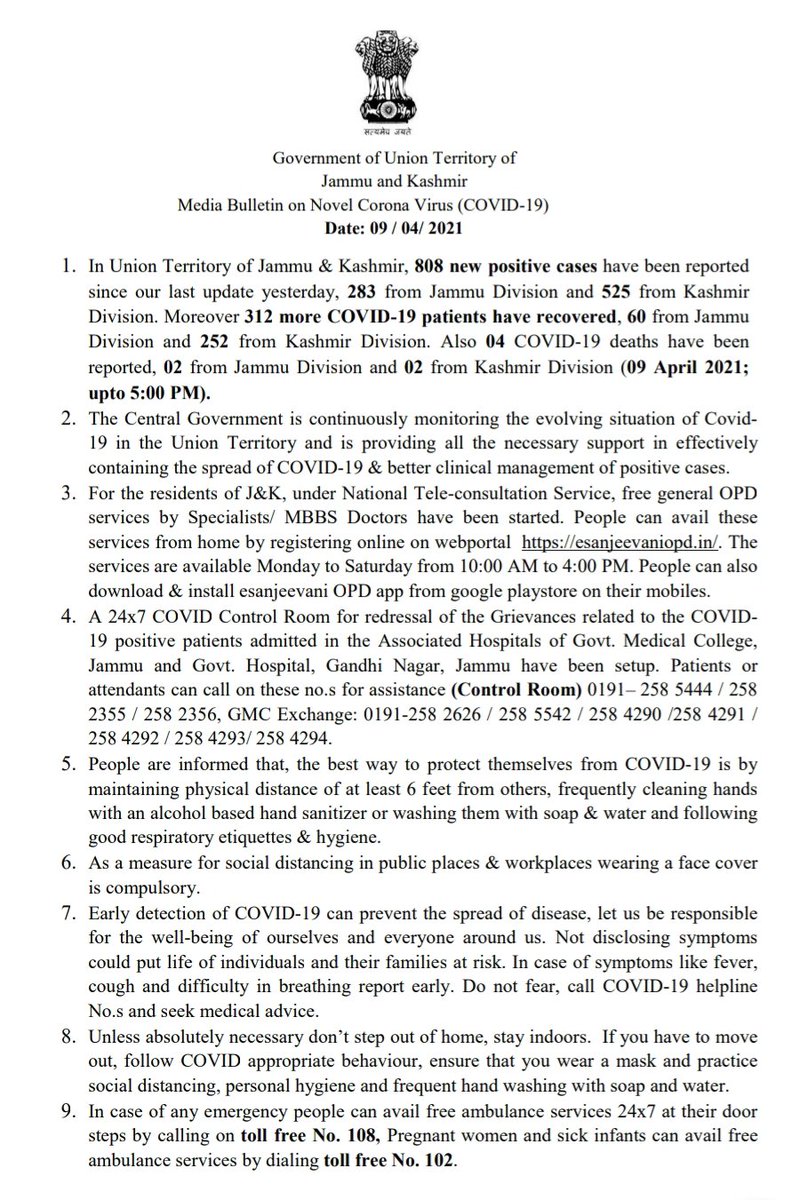 सत्यमेव जयते
Government of Union Territory of
Jammu and Kashmir
Media Bulletin on Novel Corona Virus (COVID-19)
Date: 09 / 04/ 2021
1. In Union Territory of Jammu & Kashmir, 808 new positive cases have been reported
since our last update yesterday, 283 from Jammu Division and 525 from Kashmir
Division. Moreover 312 more COVID-19 patients have recovered, 60 from Jammu
Division and 252 from Kashmir Division. Also 04 COVID-19 deaths have been
reported, 02 from Jammu Division and 02 from Kashmir Division (09 April 2021;
upto 5:00 PM).
2. The Central Government is continuously monitoring the evolving situation of Covid-
19 in the Union Territory and is providing all the necessary support in effectively
containing the spread of COVID-19 & better clinical management of positive cases.
3. For the residents of J&K, under National Tele-consultation Service, free general OPD
services by Specialists/ MBBS Doctors have been started. People can avail these
services from home by registering online on webportal https://esanjeevaniopd.in/. The
services are available Monday to Saturday from 10:00 AM to 4:00 PM. People can also
download & install esanjeevani OPD app from google playstore on their mobiles.
4. A 24x7 COVID Control Room for redressal of the Grievances related to the COVID-
19 positive patients admitted in the Associated Hospitals of Govt. Medical College,
Jammu and Govt. Hospital, Gandhi Nagar, Jammu have been setup. Patients or
attendants can call on these no.s for assistance (Control Room) 0191– 258 5444 / 258
2355 / 258 2356, GMC Exchange: 0191-258 2626 / 258 5542 / 258 4290 /258 4291 /
258 4292 / 258 4293/ 258 4294.
5. People are informed that, the best way to protect themselves from COVID-19 is by
maintaining physical distance of at least 6 feet from others, frequently cleaning hands
with an alcohol based hand sanitizer or washing them with soap & water and following
good respiratory etiquettes & hygiene.
6. As a measure for social distancing in public places & workplaces wearing a face cover
is compulsory.
7. Early detection of COVID-19 can prevent the spread of disease, let us be responsible
for the well-being of ourselves and everyone around us. Not disclosing symptoms
could put life of individuals and their families at risk. In case of symptoms like fever,
cough and difficulty in breathing report early. Do not fear, call COVID-19 helpline
No.s and seek medical advice.
8. Unless absolutely necessary don’t step out of home, stay indoors. If you have to move
out, follow COVID appropriate behaviour, ensure that you wear a mask and practice
social distancing, personal hygiene and frequent hand washing with soap and water.
9. In case of any emergency people can avail free ambulance services 24x7 at their door
steps by calling on toll free No. 108, Pregnant women and sick infants can avail free
ambulance services by dialing toll free No. 102.